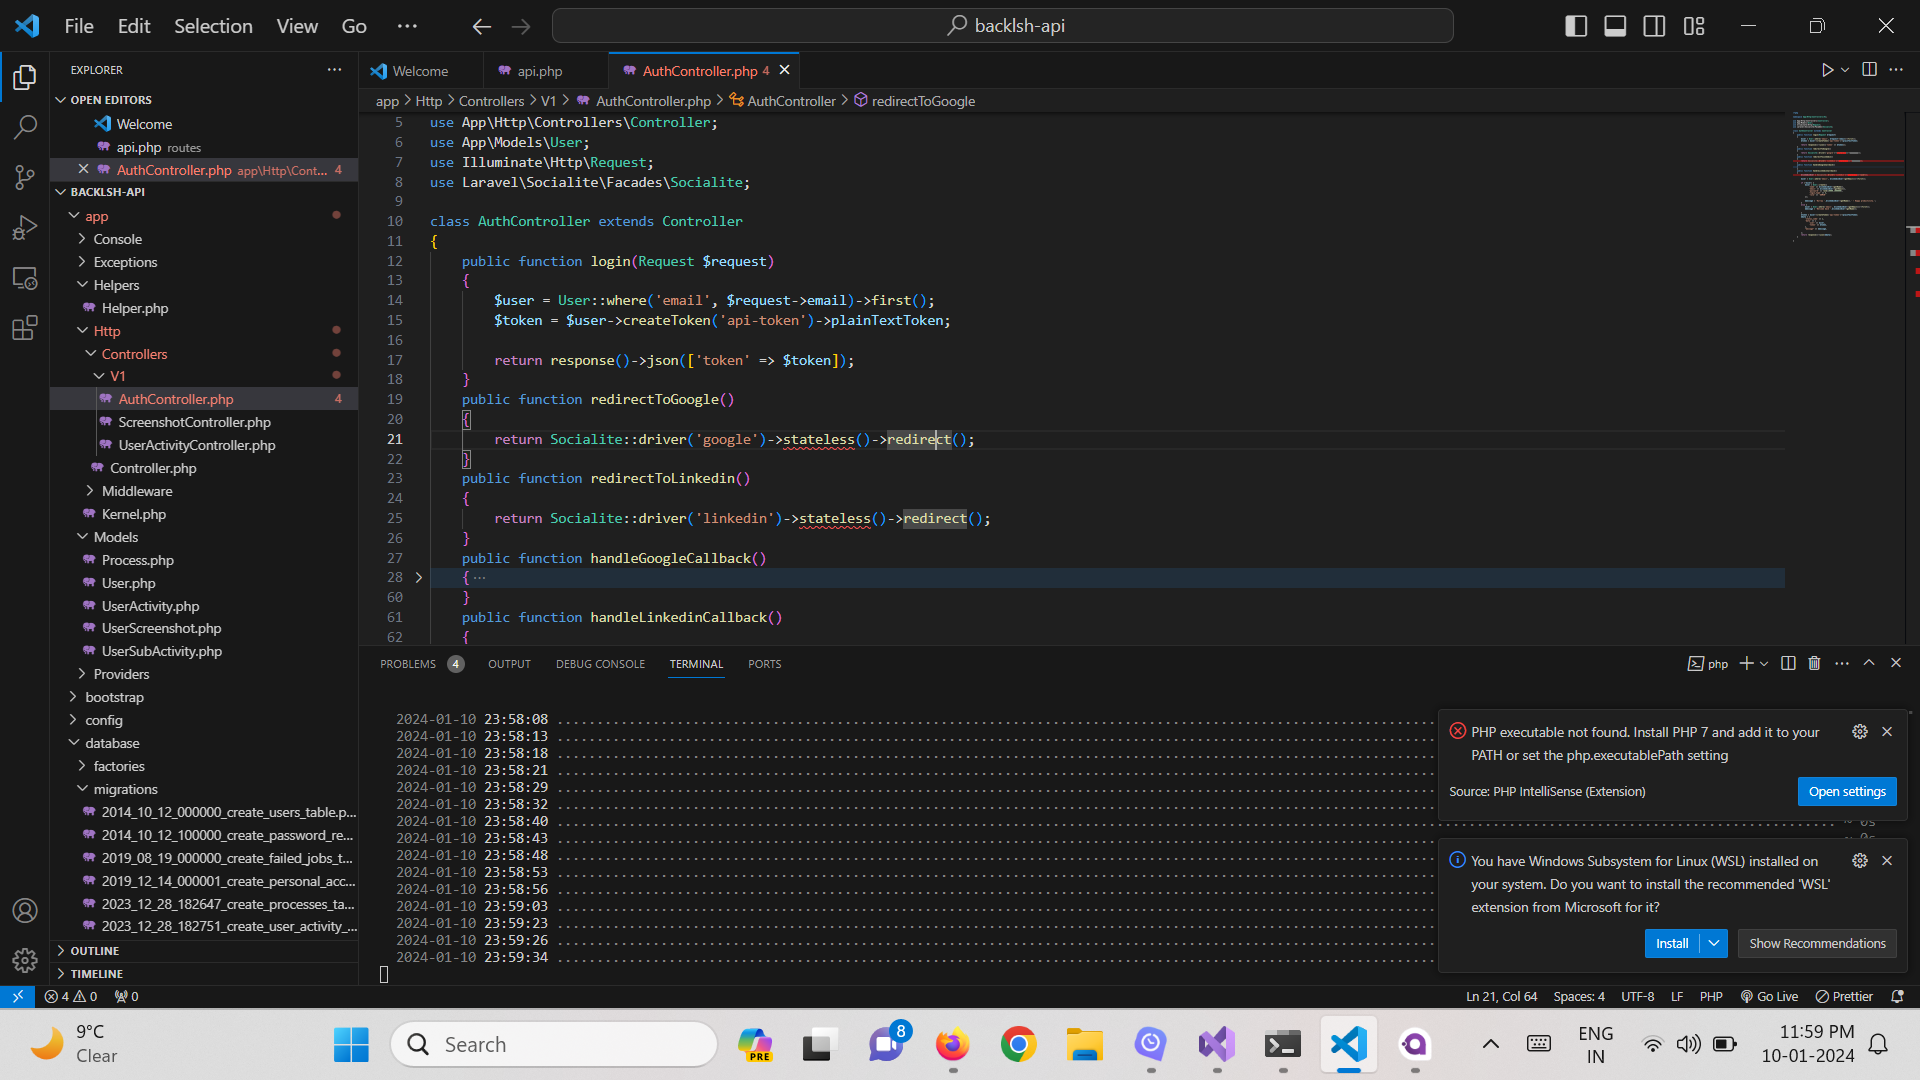 File Edit Selection View Go ···
backlsh-api
EXPLORER
OPEN EDITORS
Welcome
api.php routes
AuthController.php app\Http\Cont... 4
BACKLSH-API
app
Console
Exceptions
Helpers
Helper.php
Http
Controllers
V1
AuthController.php 4
ScreenshotController.php
UserActivityController.php
Controller.php
Middleware
Kernel.php
Models
Process.php
User.php
UserActivity.php
UserScreenshot.php
UserSubActivity.php
Providers
bootstrap
config
database
factories
migrations
2014_10_12_000000_create_users_table.p...
2014_10_12_100000_create_password_re...
2019_08_19_000000_create_failed_jobs_t...
2019_12_14_000001_create_personal_acc...
2023_12_28_182647_create_processes_ta...
2023_12_28_182751_create_user_activity_...
OUTLINE
TIMELINE
Welcome api.php AuthController.php 4
app > Http > Controllers > V1 > AuthController.php > AuthController > redirectToGoogle
5 use App\Http\Controllers\Controller;
6 use App\Models\User;
7 use Illuminate\Http\Request;
8 use Laravel\Socialite\Facades\Socialite;
9
10 class AuthController extends Controller
11 {
12 public function login(Request $request)
13 {
14 $user = User::where('email', $request->email)->first();
15 $token = $user->createToken('api-token')->plainTextToken;
16
17 return response()->json(['token' => $token]);
18 }
19 public function redirectToGoogle()
20 {
21 return Socialite::driver('google')->stateless()->redirect();
22 }
23 public function redirectToLinkedin()
24 {
25 return Socialite::driver('linkedin')->stateless()->redirect();
26 }
27 public function handleGoogleCallback()
28 { ···
60 }
61 public function handleLinkedinCallback()
62 {
PROBLEMS 4 OUTPUT DEBUG CONSOLE TERMINAL PORTS
php
2024-01-10 23:58:08
2024-01-10 23:58:13
2024-01-10 23:58:18
2024-01-10 23:58:21
2024-01-10 23:58:29
2024-01-10 23:58:32
2024-01-10 23:58:40
2024-01-10 23:58:43
2024-01-10 23:58:48
2024-01-10 23:58:53
2024-01-10 23:58:56
2024-01-10 23:59:03
2024-01-10 23:59:23
2024-01-10 23:59:26
2024-01-10 23:59:34
PHP executable not found. Install PHP 7 and add it to your
PATH or set the php.executablePath setting
Source: PHP IntelliSense (Extension)
Open settings
You have Windows Subsystem for Linux (WSL) installed on
your system. Do you want to install the recommended 'WSL'
extension from Microsoft for it?
Install Show Recommendations
4 0 0
Ln 21, Col 64 Spaces: 4 UTF-8 LF PHP Go Live Prettier
9°C
Clear
Search
PRE
8
ENG
IN
11:59 PM
10-01-2024